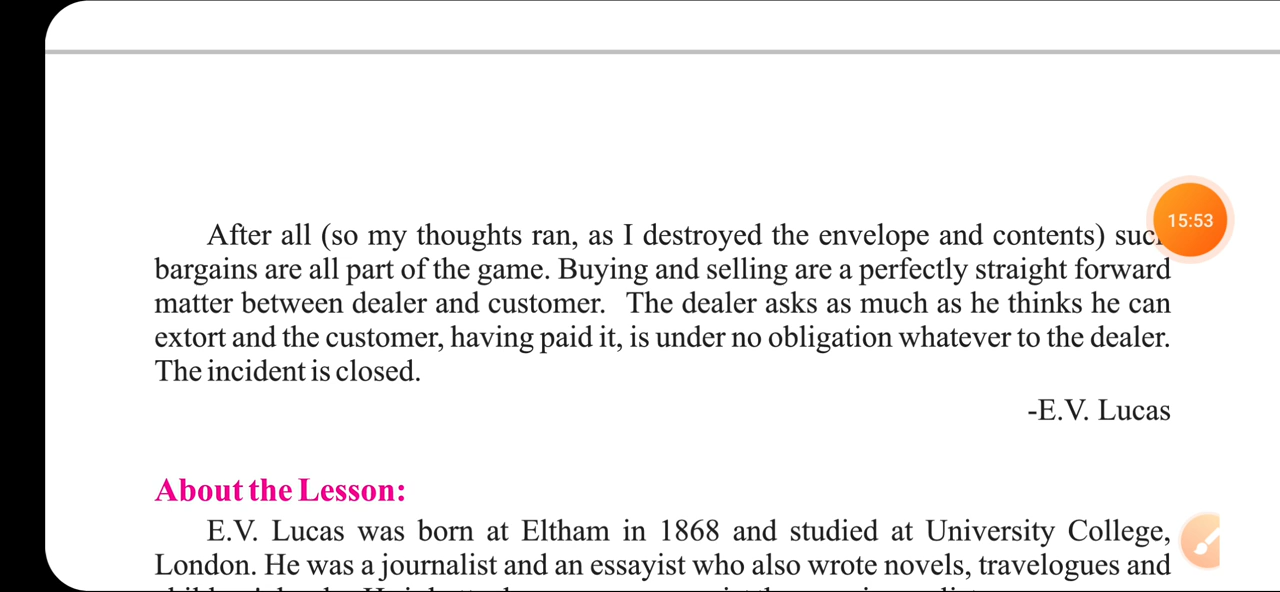 After all (so my thoughts ran, as I destroyed the envelope and contents)
15:53
bargains are all part of the game. Buying and selling are a perfectly straight forward
matter between dealer and customer. The dealer asks as much as he thinks he can
extort and the customer, having paid it, is under no obligation whatever to the dealer.
The incident is closed.
-E.V. Lucas
About the Lesson:
E.V. Lucas was born at Eltham in 1868 and studied at University College,
London. He was a journalist and an essayist who also wrote novels, travelogues and